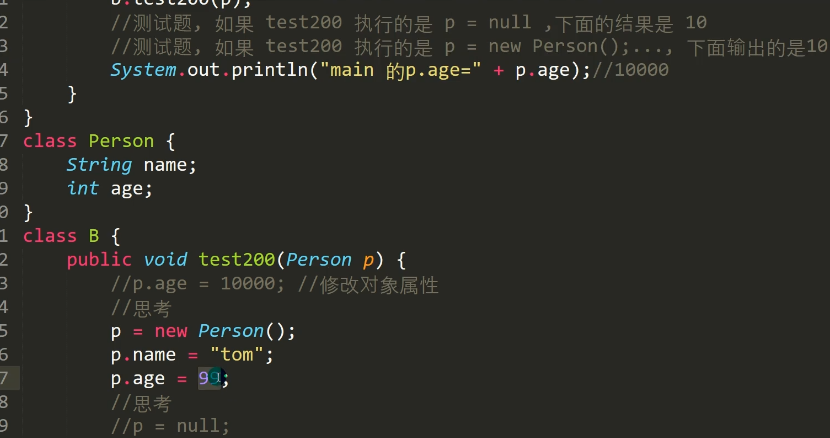 1 b.test200(p);
2 //测试题, 如果 test200 执行的是 p = null ,下面的结果是 10
3 //测试题, 如果 test200 执行的是 p = new Person();..., 下面输出的是10
4 System.out.println("main 的p.age=" + p.age);//10000
5 }
6 }
7 class Person {
8 String name;
9 int age;
0 }
1 class B {
2 public void test200(Person p) {
3 //p.age = 10000; //修改对象属性
4 //思考
5 p = new Person();
6 p.name = "tom";
7 p.age = 99;
8 //思考
9 //p = null;